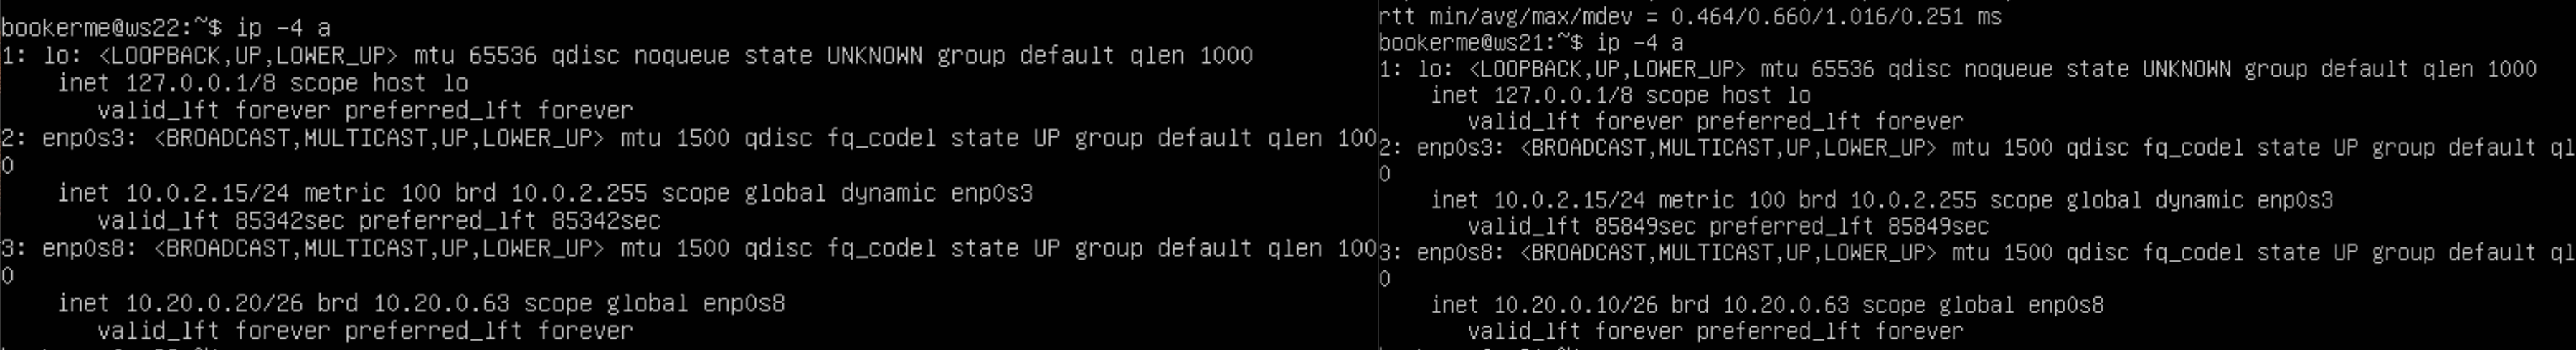 bookerme@ws22:~$ ip -4 a
1: lo: <LOOPBACK,UP,LOWER_UP> mtu 65536 qdisc noqueue state UNKNOWN group default qlen 1000
    inet 127.0.0.1/8 scope host lo
       valid_lft forever preferred_lft forever
2: enp0s3: <BROADCAST,MULTICAST,UP,LOWER_UP> mtu 1500 qdisc fq_codel state UP group default qlen 100
0
    inet 10.0.2.15/24 metric 100 brd 10.0.2.255 scope global dynamic enp0s3
       valid_lft 85342sec preferred_lft 85342sec
3: enp0s8: <BROADCAST,MULTICAST,UP,LOWER_UP> mtu 1500 qdisc fq_codel state UP group default qlen 100
0
    inet 10.20.0.20/26 brd 10.20.0.63 scope global enp0s8
       valid_lft forever preferred_lft forever
rtt min/avg/max/mdev = 0.464/0.660/1.016/0.251 ms
bookerme@ws21:~$ ip -4 a
1: lo: <LOOPBACK,UP,LOWER_UP> mtu 65536 qdisc noqueue state UNKNOWN group default qlen 1000
    inet 127.0.0.1/8 scope host lo
       valid_lft forever preferred_lft forever
2: enp0s3: <BROADCAST,MULTICAST,UP,LOWER_UP> mtu 1500 qdisc fq_codel state UP group default ql
0
    inet 10.0.2.15/24 metric 100 brd 10.0.2.255 scope global dynamic enp0s3
       valid_lft 85849sec preferred_lft 85849sec
3: enp0s8: <BROADCAST,MULTICAST,UP,LOWER_UP> mtu 1500 qdisc fq_codel state UP group default ql
0
    inet 10.20.0.10/26 brd 10.20.0.63 scope global enp0s8
       valid_lft forever preferred_lft forever